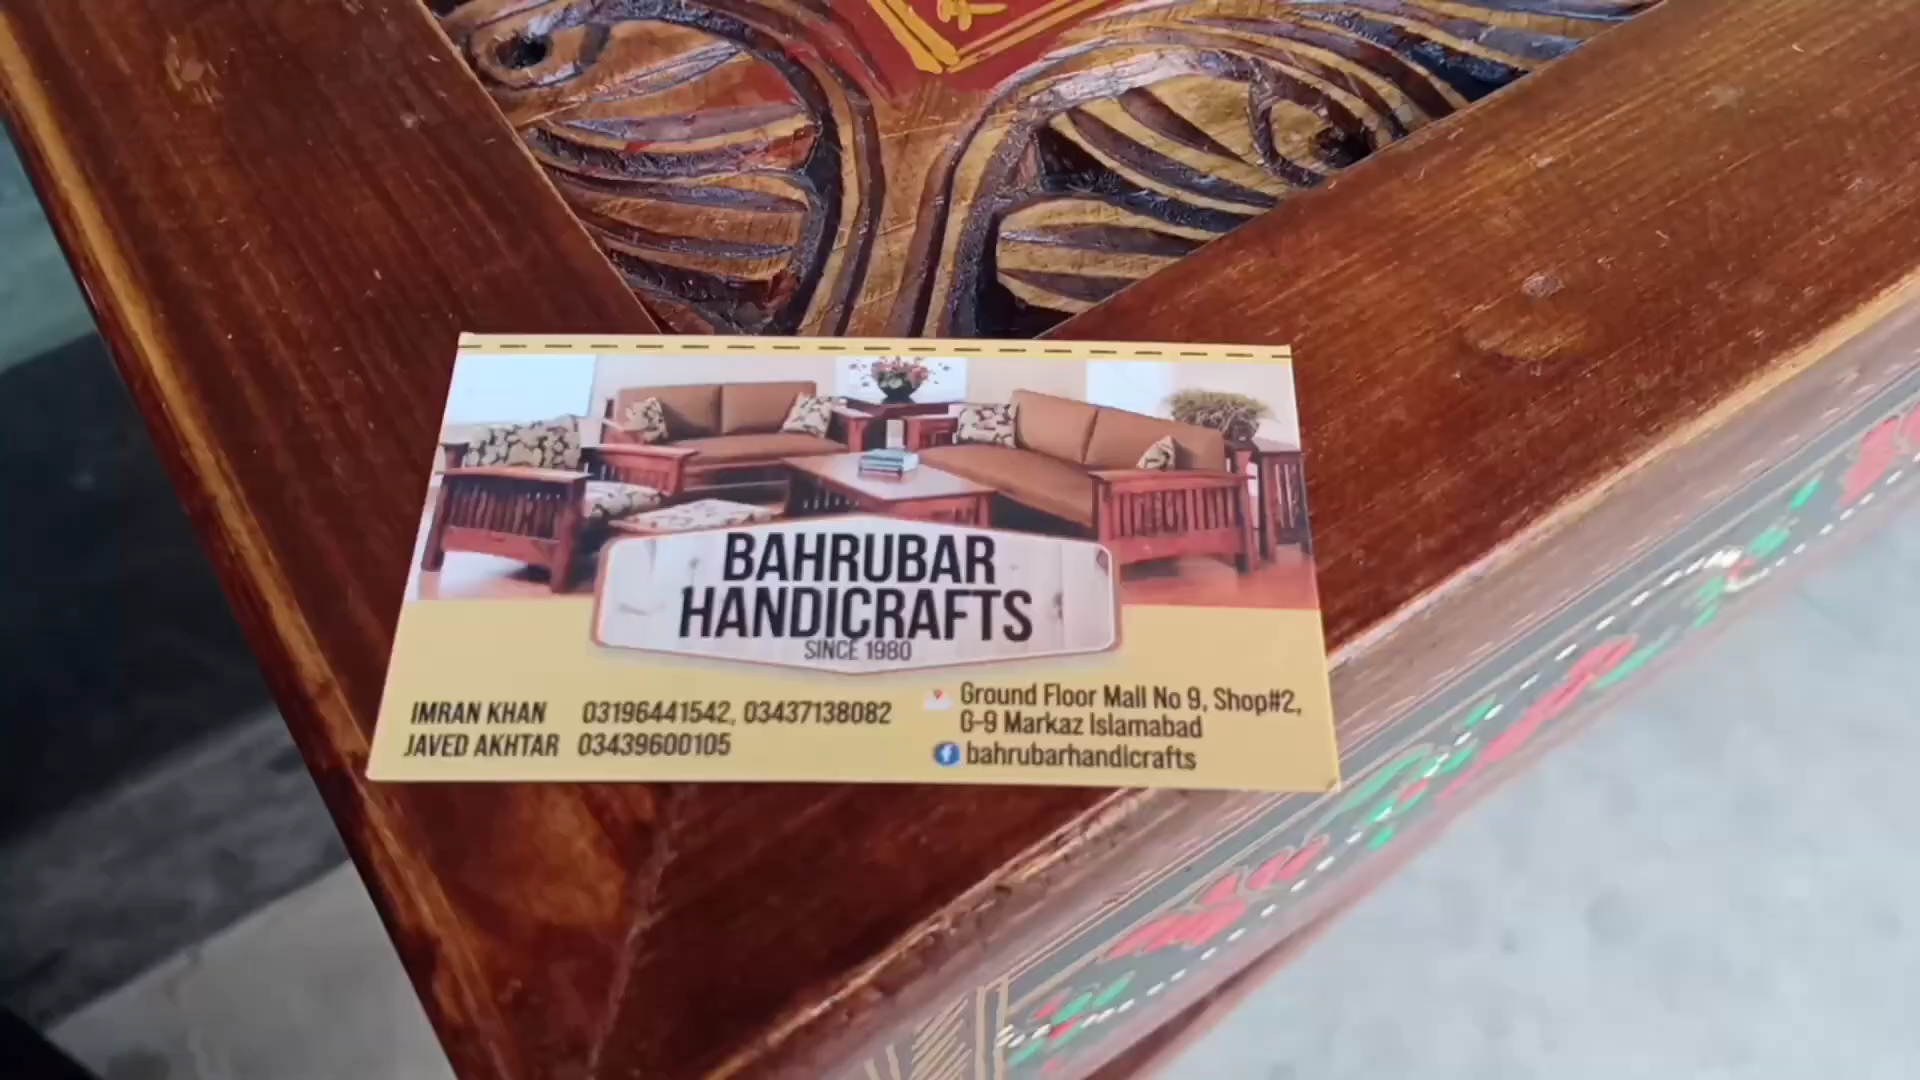 BAHRUBAR
HANDICRAFTS
SINCE 1980
IMRAN KHAN 03196441542, 03437138082
JAVED AKHTAR 03439600105
Ground Floor Mall No 9, Shop#2,
G-9 Markaz Islamabad
bahrubarhandicrafts